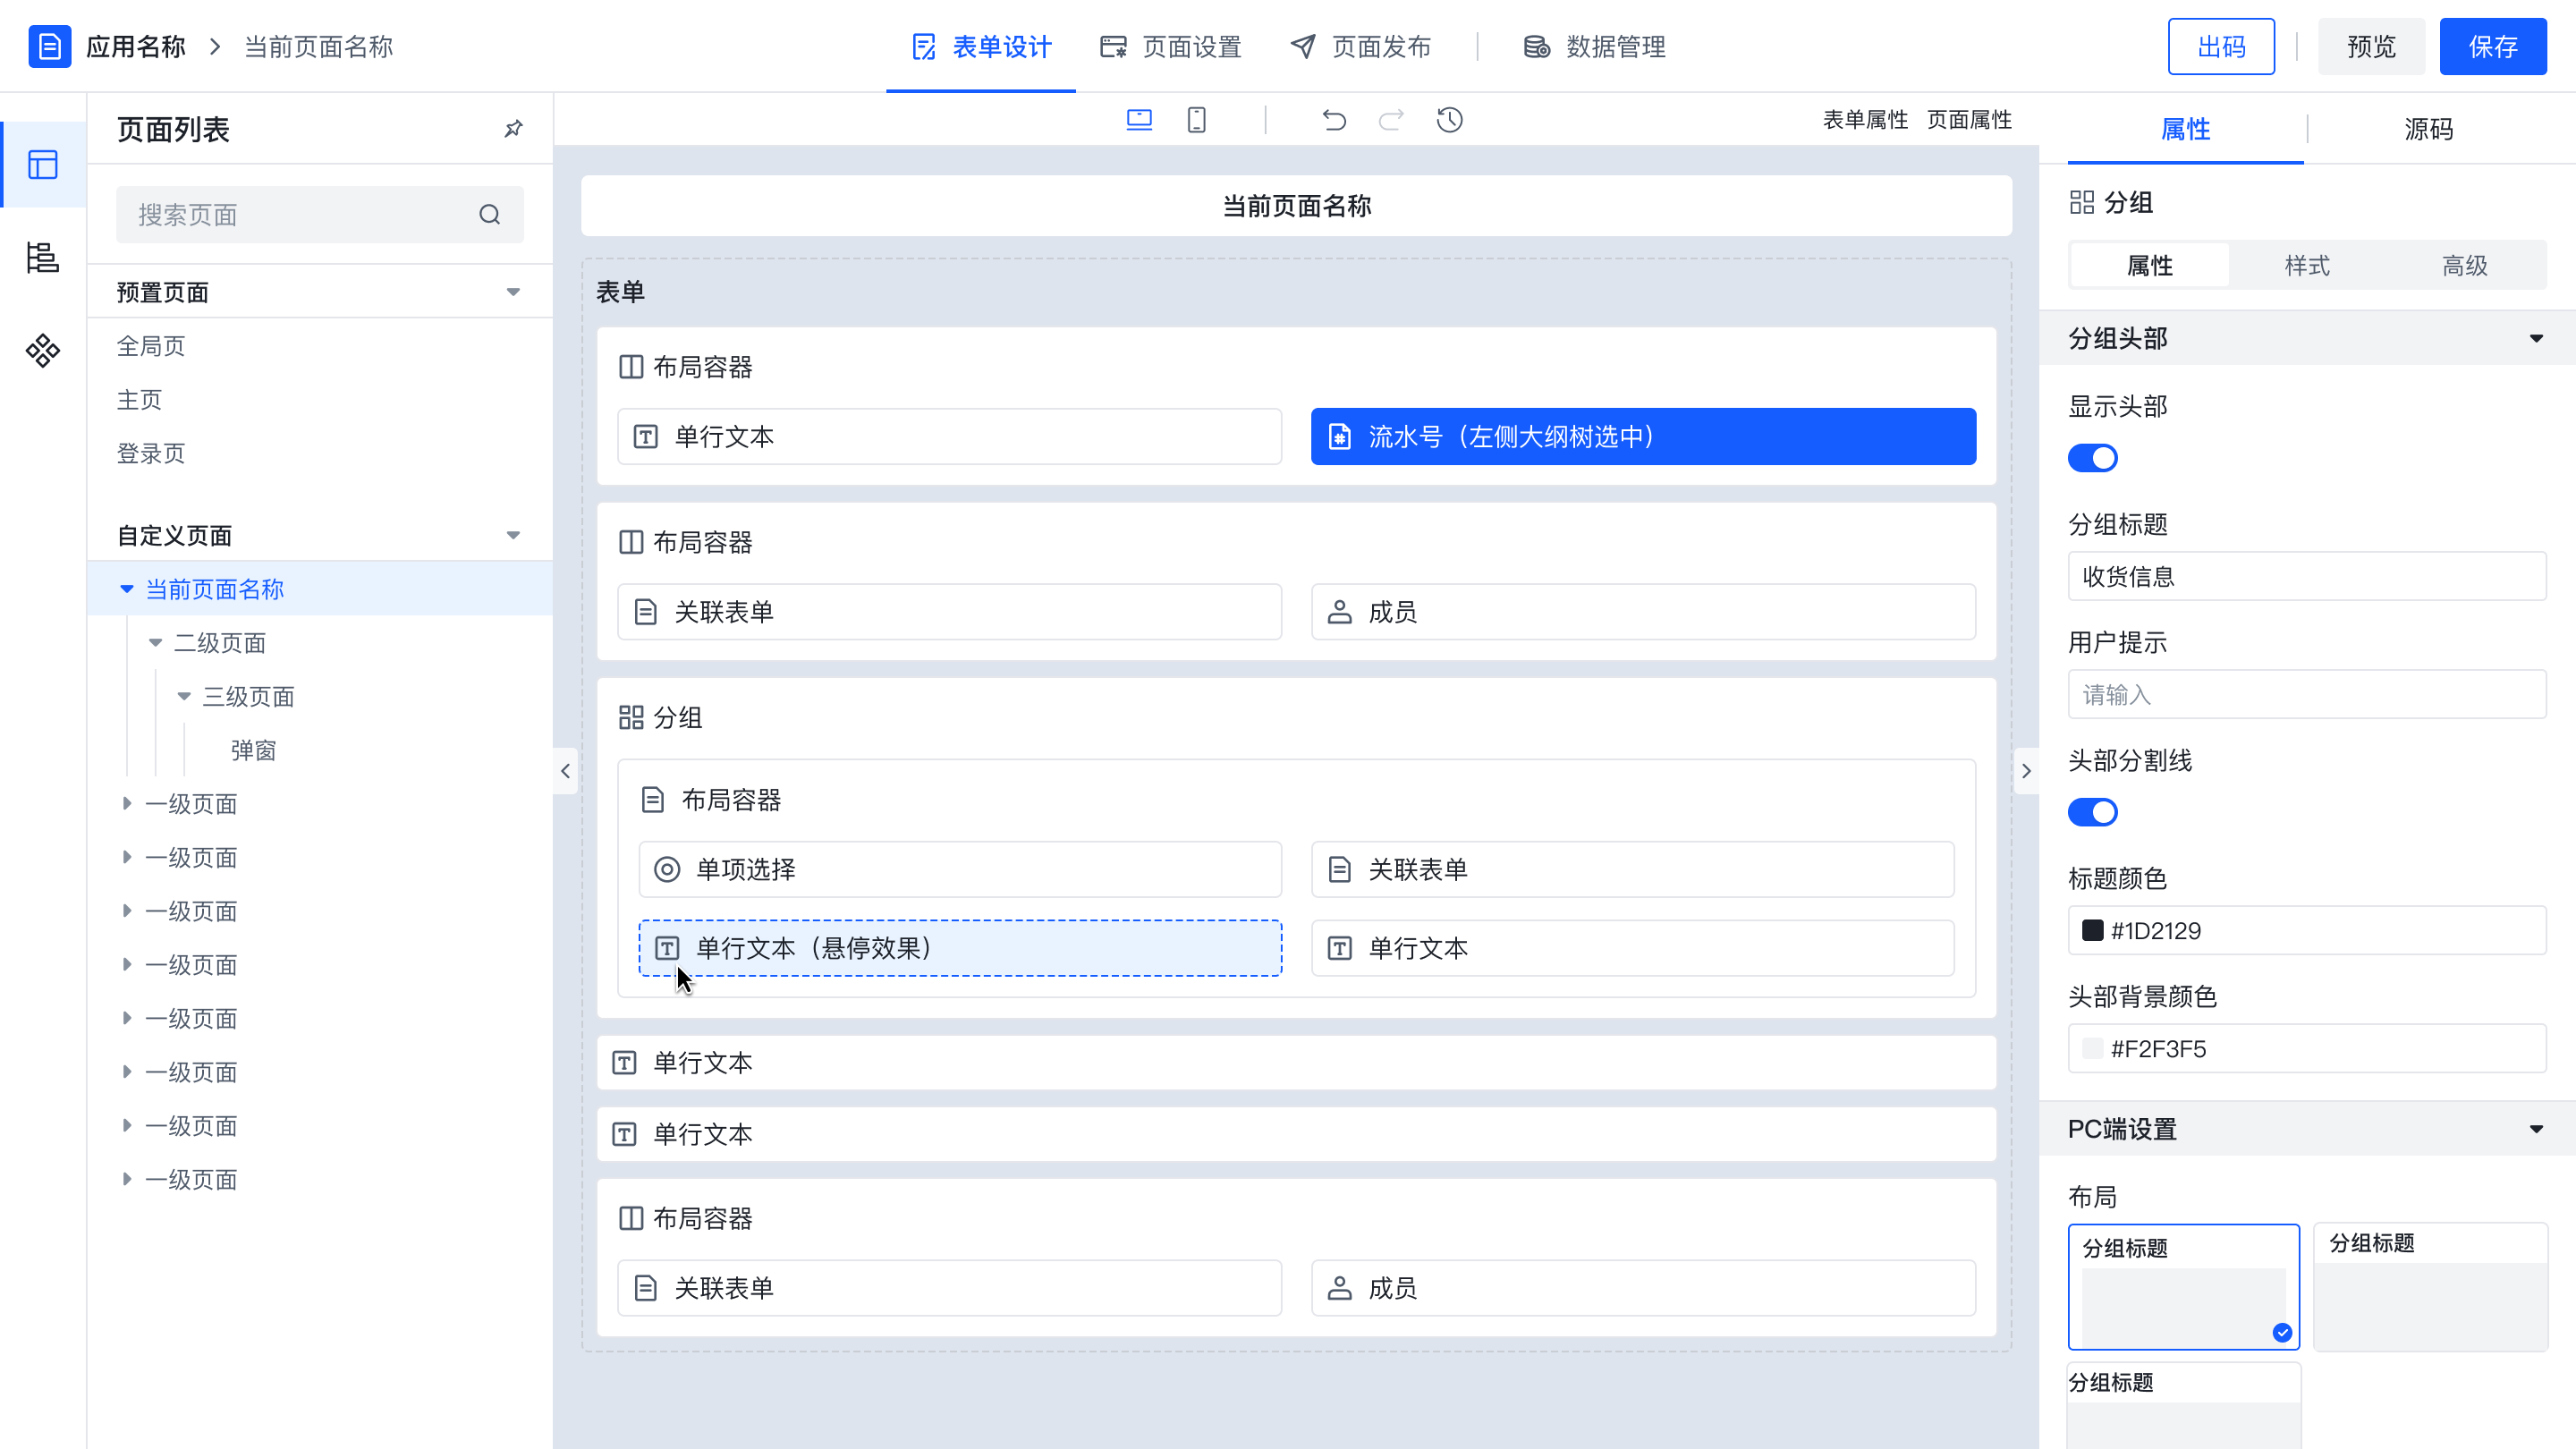 应用名称 当前页面名称
表单设计 页面设置 页面发布 数据管理
出码 预览 保存
页面列表
搜索页面
预置页面
全局页
主页
登录页
自定义页面
当前页面名称
二级页面
三级页面
弹窗
一级页面
一级页面
一级页面
一级页面
一级页面
一级页面
一级页面
一级页面
表单属性 页面属性
当前页面名称
表单
布局容器
单行文本 流水号（左侧大纲树选中）
布局容器
关联表单 成员
分组
布局容器
单项选择 关联表单
单行文本（悬停效果） 单行文本
单行文本
单行文本
布局容器
关联表单 成员
属性 源码
分组
属性 样式 高级
分组头部
显示头部
分组标题
收货信息
用户提示
请输入
头部分割线
标题颜色
#1D2129
头部背景颜色
#F2F3F5
PC端设置
布局
分组标题 分组标题
分组标题